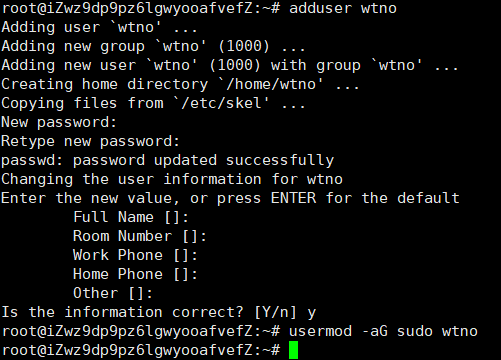 root@iZwz9dp9pz6lgwyooafvefZ:~# adduser wtno
Adding user `wtno' ...
Adding new group `wtno' (1000) ...
Adding new user `wtno' (1000) with group `wtno' ...
Creating home directory `/home/wtno' ...
Copying files from `/etc/skel' ...
New password:
Retype new password:
passwd: password updated successfully
Changing the user information for wtno
Enter the new value, or press ENTER for the default
        Full Name []:
        Room Number []:
        Work Phone []:
        Home Phone []:
        Other []:
Is the information correct? [Y/n] y
root@iZwz9dp9pz6lgwyooafvefZ:~# usermod -aG sudo wtno
root@iZwz9dp9pz6lgwyooafvefZ:~#